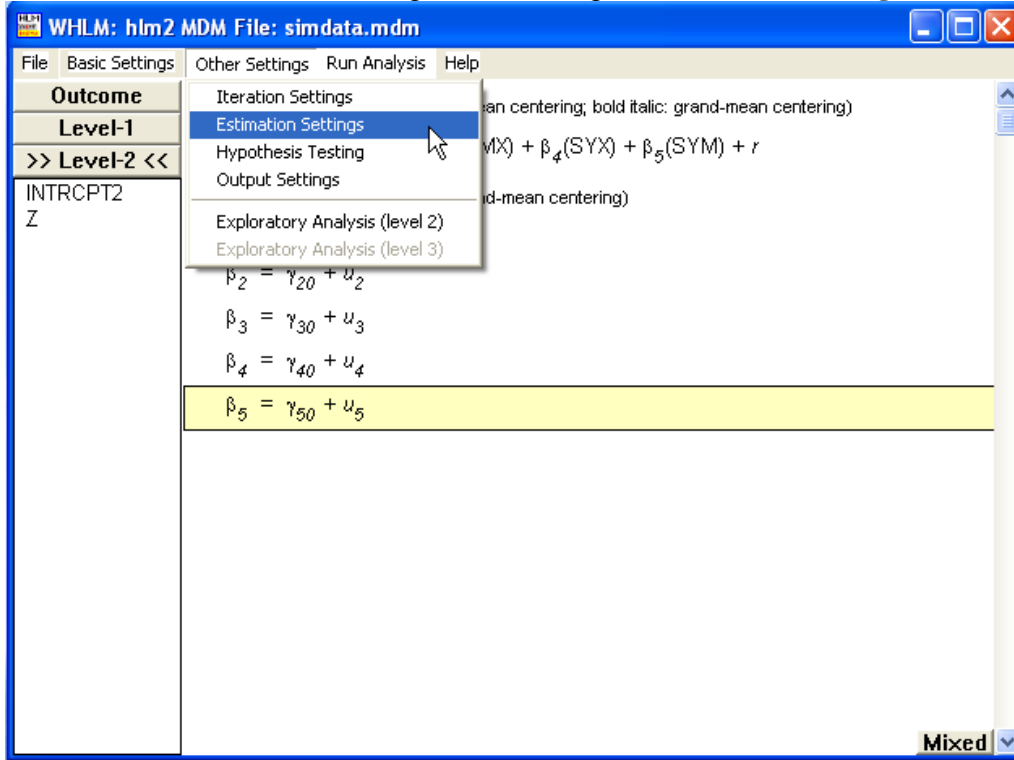 WHLM: hlm2 MDM File: simdata.mdm
File Basic Settings Other Settings Run Analysis Help
Outcome
Level-1
>> Level-2 <<
INTRCPT2
Z
Iteration Settings
Estimation Settings
Hypothesis Testing
Output Settings
Exploratory Analysis (level 2)
Exploratory Analysis (level 3)
an centering; bold italic: grand-mean centering)
MX) + β₄(SYX) + β₅(SYM) + r
d-mean centering)
β₂ = γ₂₀ + u₂
β₃ = γ₃₀ + u₃
β₄ = γ₄₀ + u₄
β₅ = γ₅₀ + u₅
Mixed